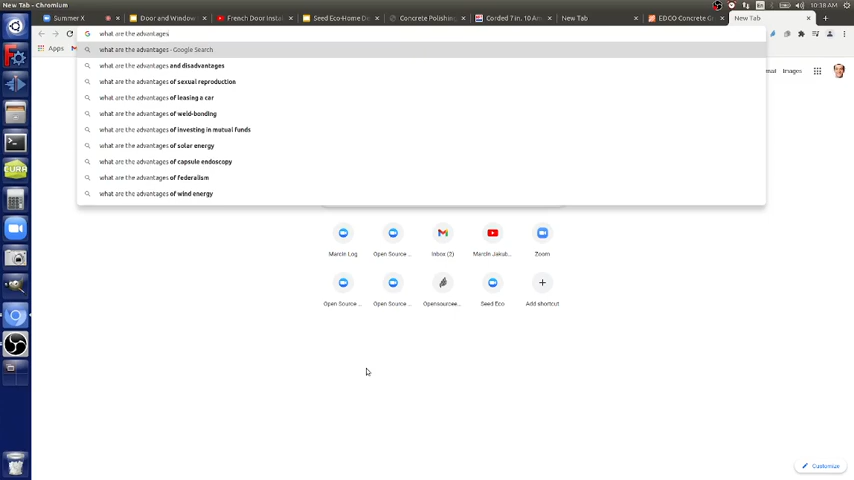 New Tab - Chromium
10:38 AM
Summer X
Door and Window
French Door Instal
Seed Eco-Home De
Concrete Polishing
Corded 7 in. 10 Am
New Tab
EDCO Concrete Gr
New Tab
what are the advantages
Apps
what are the advantages - Google Search
what are the advantages and disadvantages
what are the advantages of sexual reproduction
what are the advantages of leasing a car
what are the advantages of weld-bonding
what are the advantages of investing in mutual funds
what are the advantages of solar energy
what are the advantages of capsule endoscopy
what are the advantages of federalism
what are the advantages of wind energy
mail
Images
Marcin Log
Open Source ...
Inbox (2)
Marcin Jakub...
Zoom
Open Source ...
Open Source ...
Opensourcee...
Seed Eco
Add shortcut
Customize
CURA